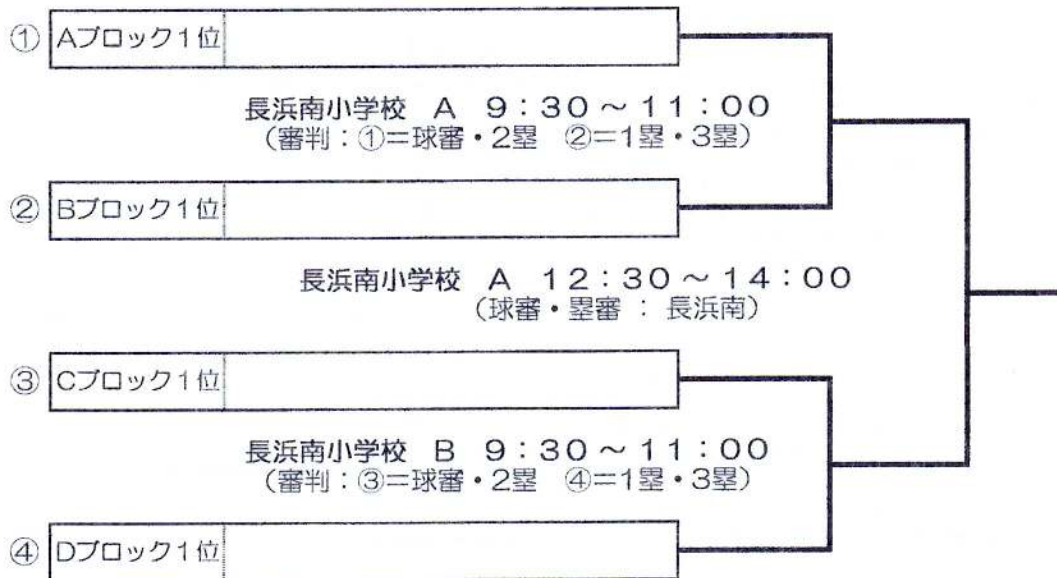 ① Aブロック1位
長浜南小学校 A 9:30~11:00
(審判:①=球審・2塁 ②=1塁・3塁)
② Bブロック1位
長浜南小学校 A 12:30~14:00
(球審・塁審 : 長浜南)
③ Cブロック1位
長浜南小学校 B 9:30~11:00
(審判:③=球審・2塁 ④=1塁・3塁)
④ Dブロック1位